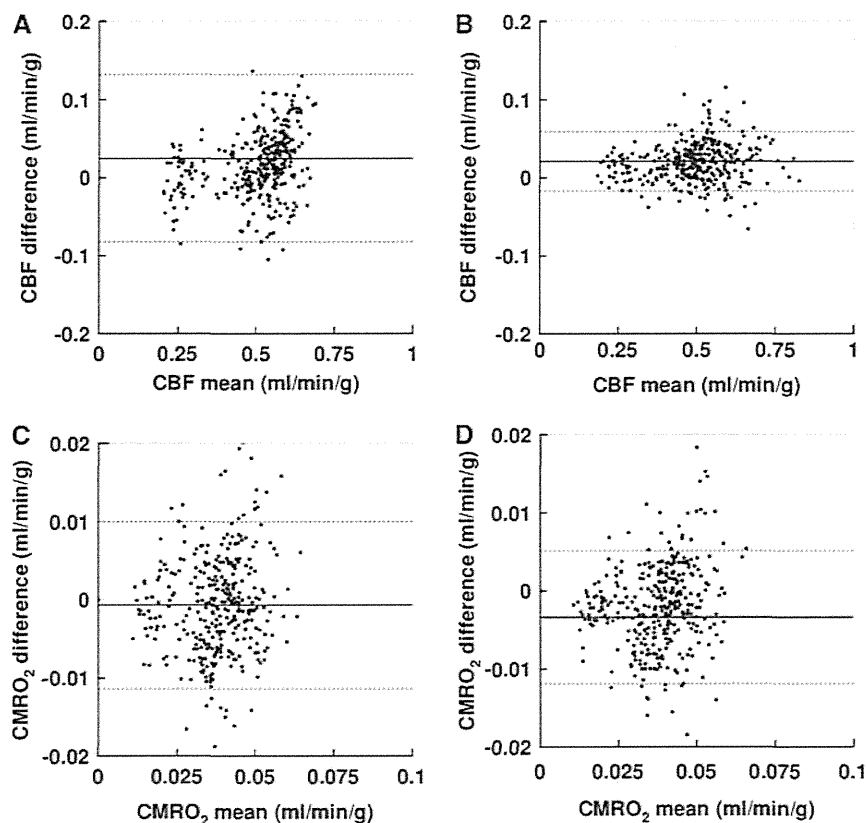 A
CBF difference (ml/min/g)
0.2
0.1
0
-0.1
-0.2
0 0.25 0.5 0.75 1
CBF mean (ml/min/g)
B
CBF difference (ml/min/g)
0.2
0.1
0
-0.1
-0.2
0 0.25 0.5 0.75 1
CBF mean (ml/min/g)
C
CMRO₂ difference (ml/min/g)
0.02
0.01
0
-0.01
-0.02
0 0.025 0.05 0.075 0.1
CMRO₂ mean (ml/min/g)
D
CMRO₂ difference (ml/min/g)
0.02
0.01
0
-0.01
-0.02
0 0.025 0.05 0.075 0.1
CMRO₂ mean (ml/min/g)